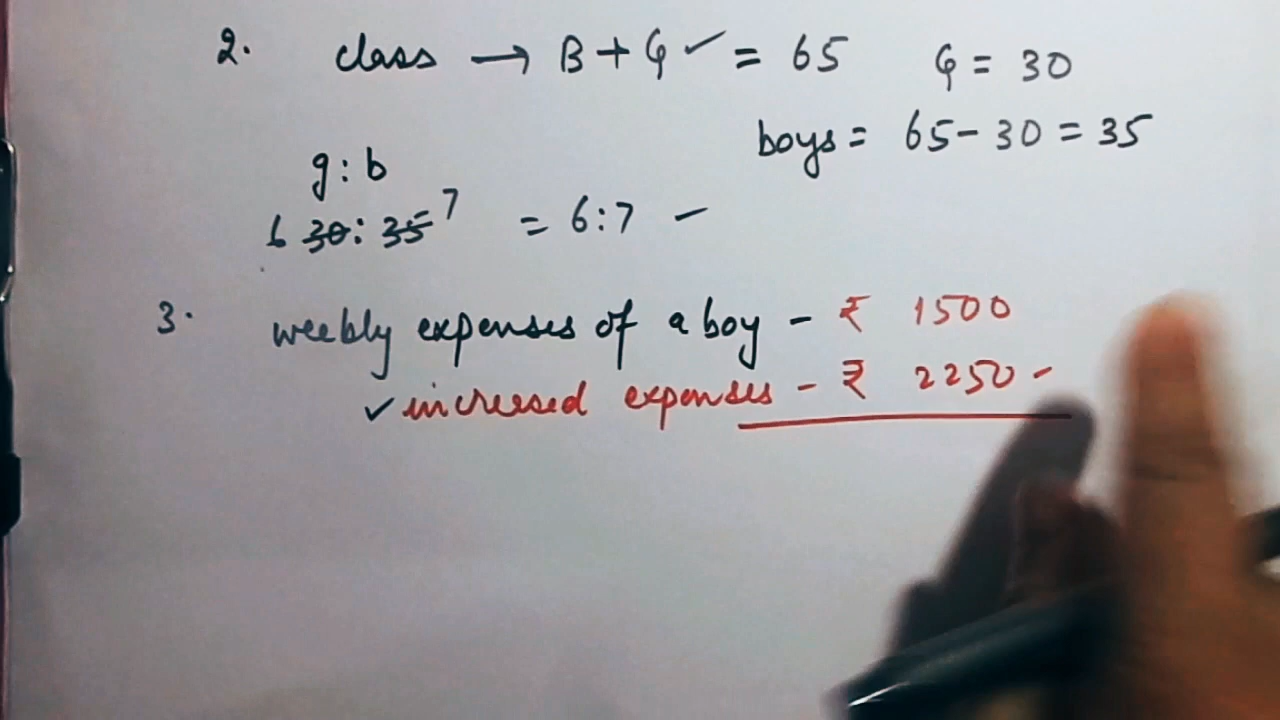 2. class → B + G ✓ = 65 G = 30
boys = 65 - 30 = 35
g : b
6 30 : 35 7 = 6:7 -
3. weekly expenses of a boy - ₹ 1500
✓ increesed expenses - ₹ 2250 -